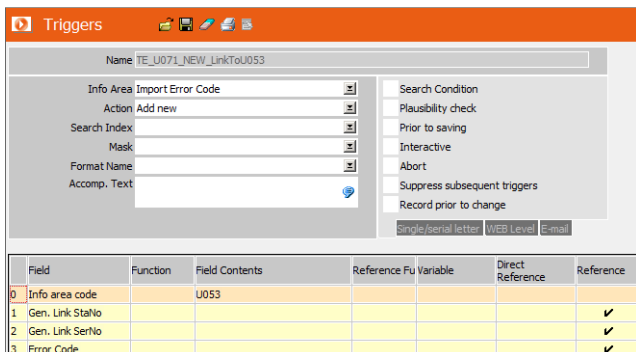 Triggers
Name TE_U071_NEW_LinkToU053
Info Area Import Error Code
Action Add new
Search Index
Mask
Format Name
Accomp. Text
Search Condition
Plausibility check
Prior to saving
Interactive
Abort
Suppress subsequent triggers
Record prior to change
Single/serial letter WEB Level E-mail
Field Function Field Contents Reference Fu Variable Direct Reference Reference
0 Info area code U053
1 Gen. Link StaNo ✔
2 Gen. Link SerNo ✔
3 Error Code ✔